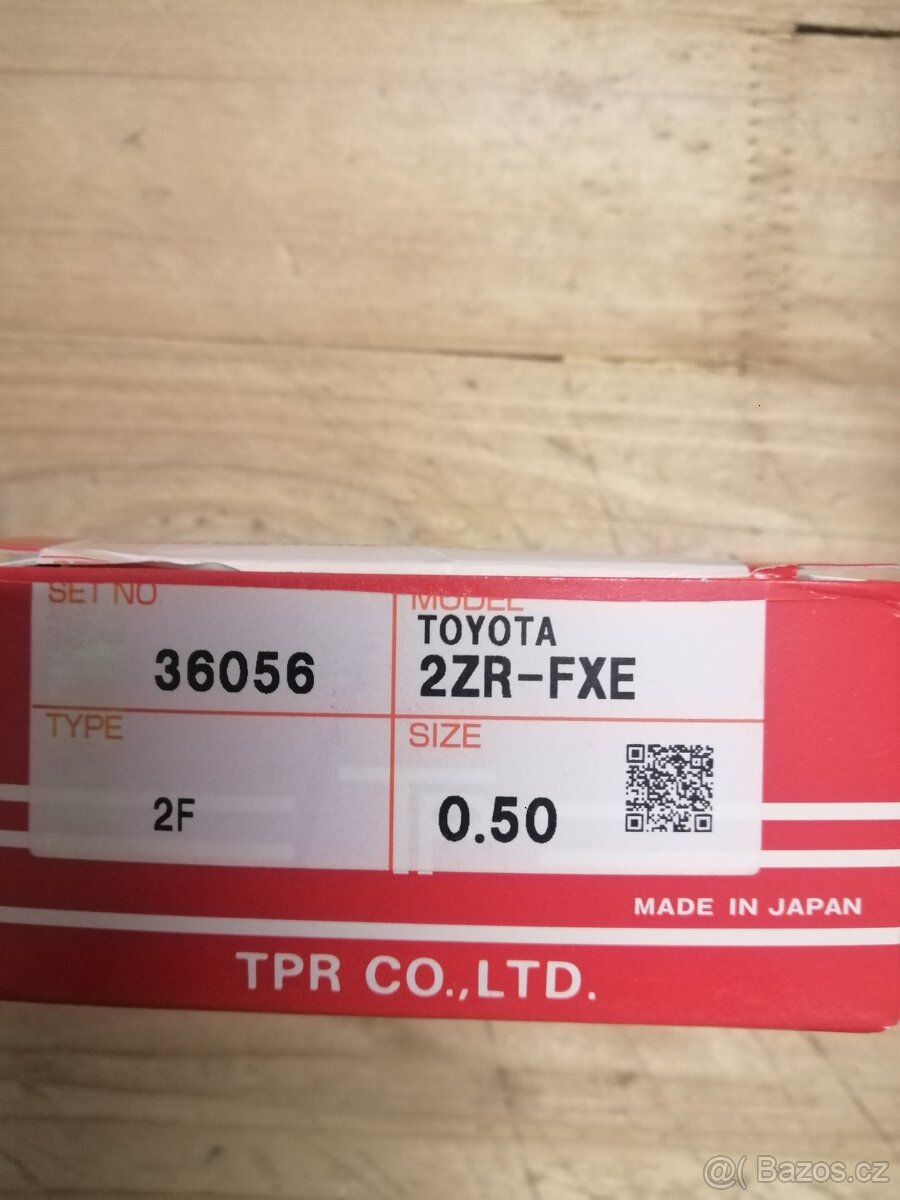 SET NO.
MODEL
TOYOTA
36056
2ZR-FXE
TYPE
SIZE
2F
0.50
MADE IN JAPAN
TPR CO.,LTD.
@( Bazos.cz